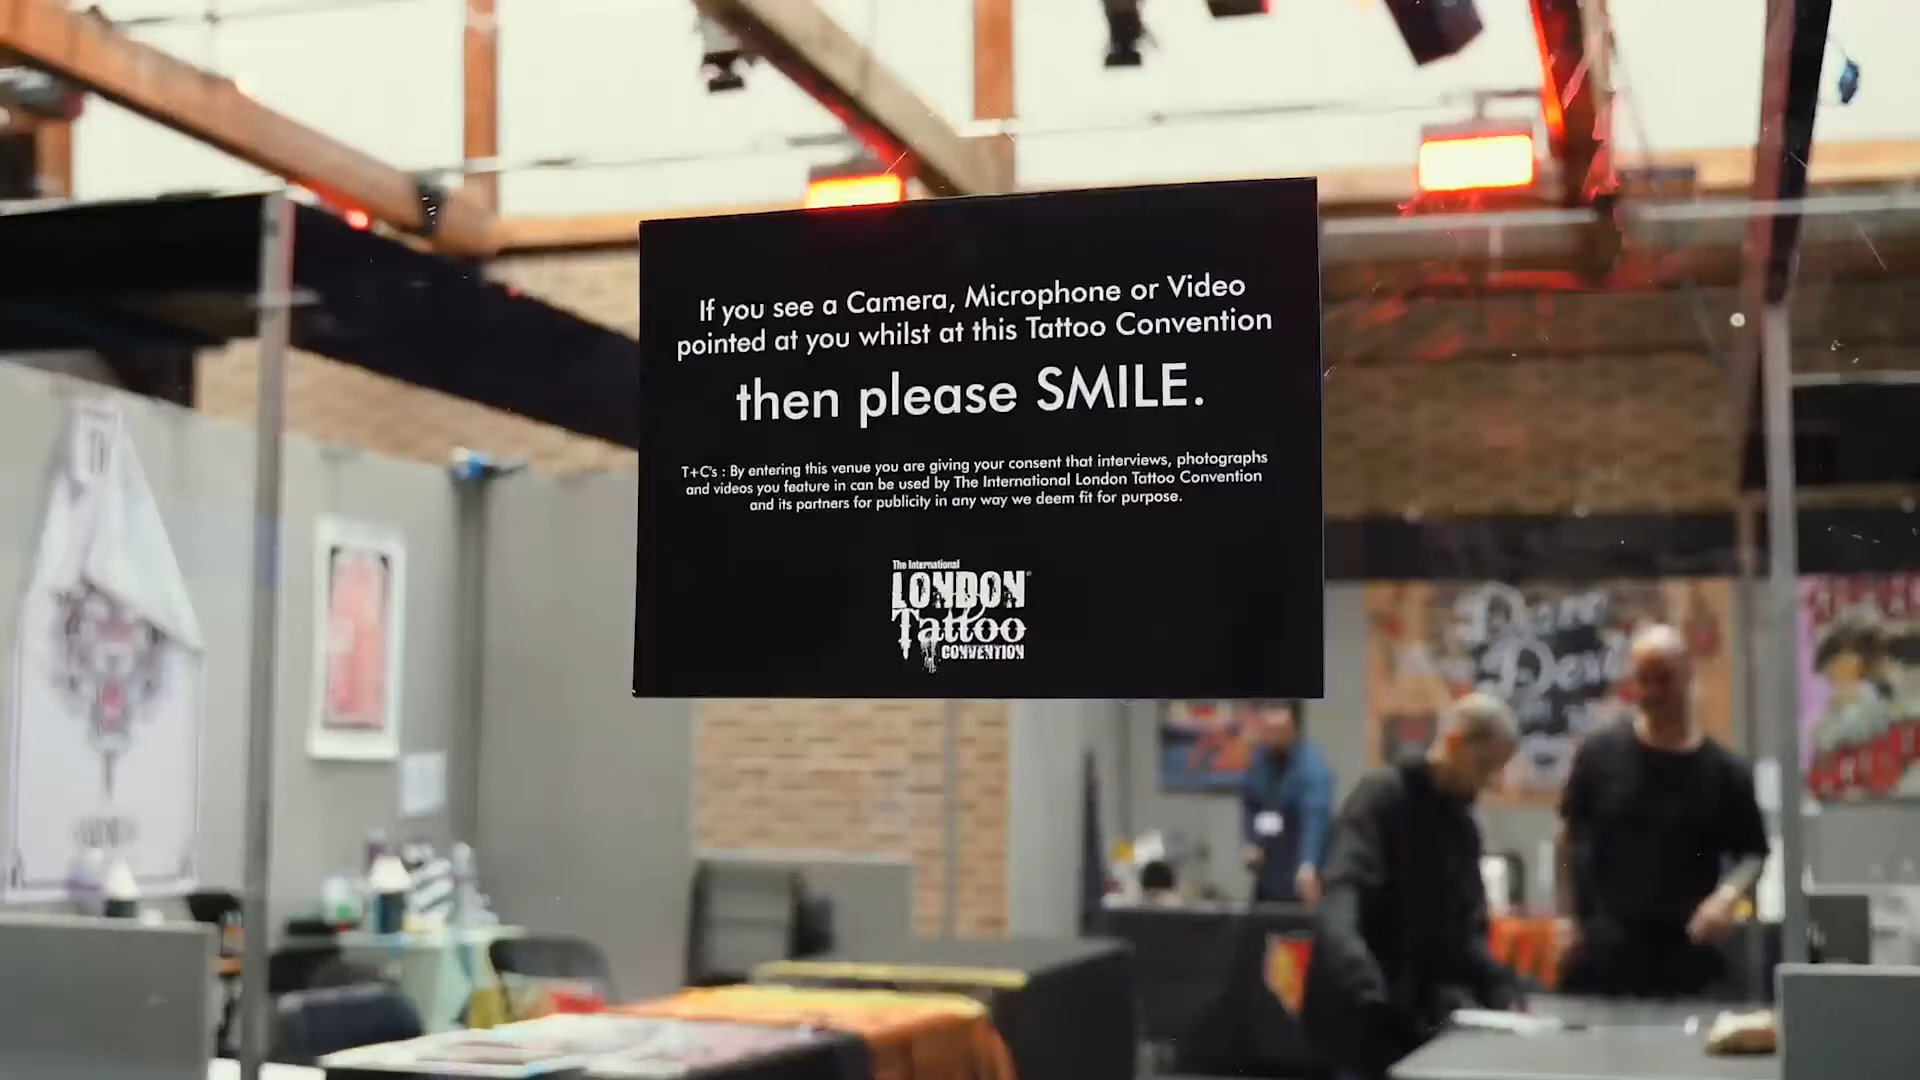 If you see a Camera, Microphone or Video
pointed at you whilst at this Tattoo Convention
then please SMILE.
T+C's : By entering this venue you are giving your consent that interviews, photographs
and videos you feature in can be used by The International London Tattoo Convention
and its partners for publicity in any way we deem fit for purpose.
The International
LONDON
Tattoo
CONVENTION
Dare
Devil